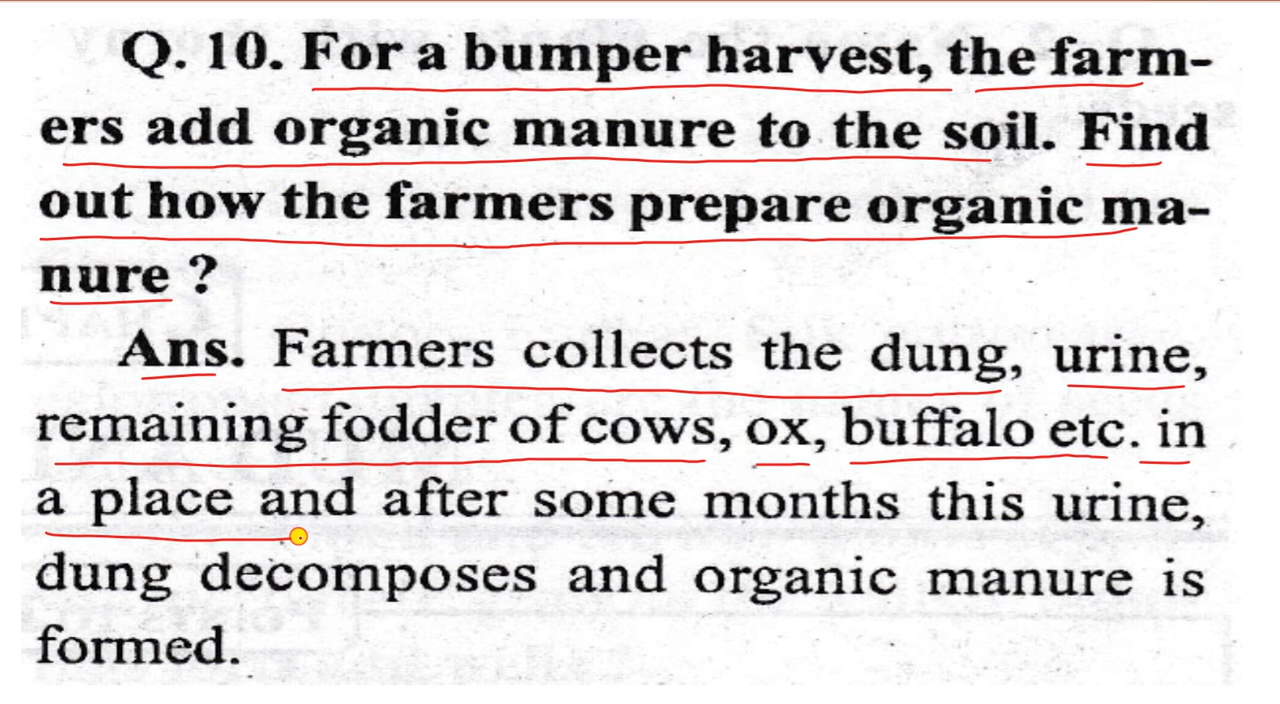 Q. 10. For a bumper harvest, the farm-
ers add organic manure to the soil. Find
out how the farmers prepare organic ma-
nure ?
Ans. Farmers collects the dung, urine,
remaining fodder of cows, ox, buffalo etc. in
a place and after some months this urine,
dung decomposes and organic manure is
formed.